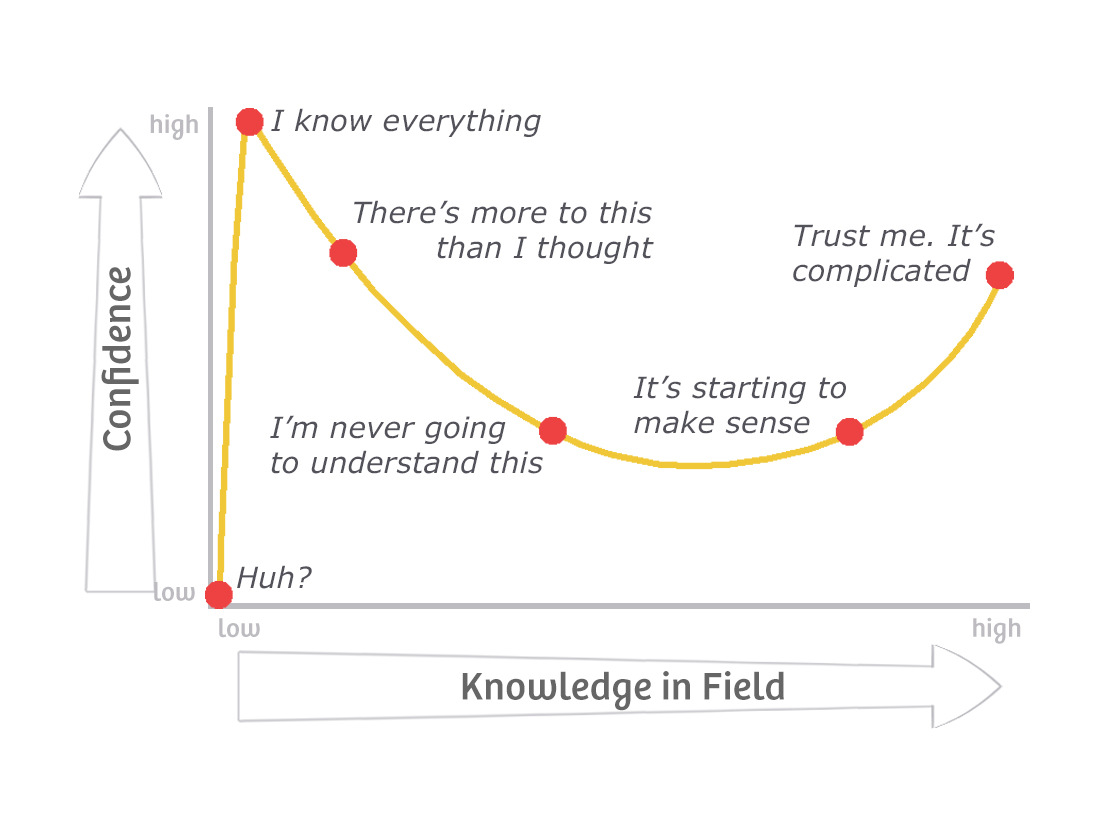 high
I know everything
There’s more to this
than I thought
Trust me. It’s
complicated
Confidence
It’s starting to
make sense
I’m never going
to understand this
Huh?
low
low
high
Knowledge in Field